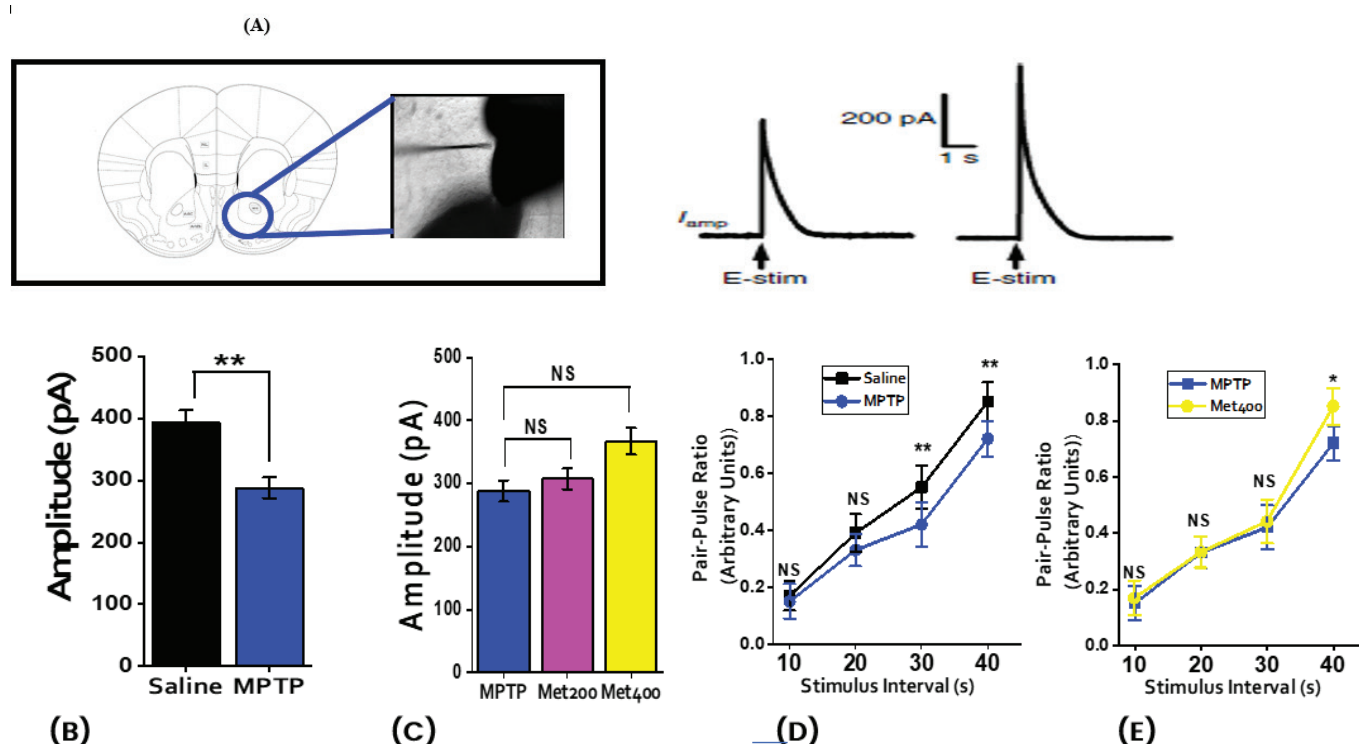 (A)
200 pA
1 s
Iamp
E-stim
E-stim
500
400
300
200
100
0
Amplitude (pA)
**
Saline MPTP
(B)
500
400
300
200
100
0
Amplitude (pA)
NS
NS
MPTP Met200 Met400
(C)
1.0
0.8
0.6
0.4
0.2
0.0
Pair-Pulse Ratio
(Arbitrary Units))
Saline
MPTP
NS
NS
**
**
10 20 30 40
Stimulus Interval (s)
(D)
1.0
0.8
0.6
0.4
0.2
0.0
Pair-Pulse Ratio
(Arbitrary Units))
MPTP
Met400
NS
NS
NS
*
10 20 30 40
Stimulus Interval (s)
(E)